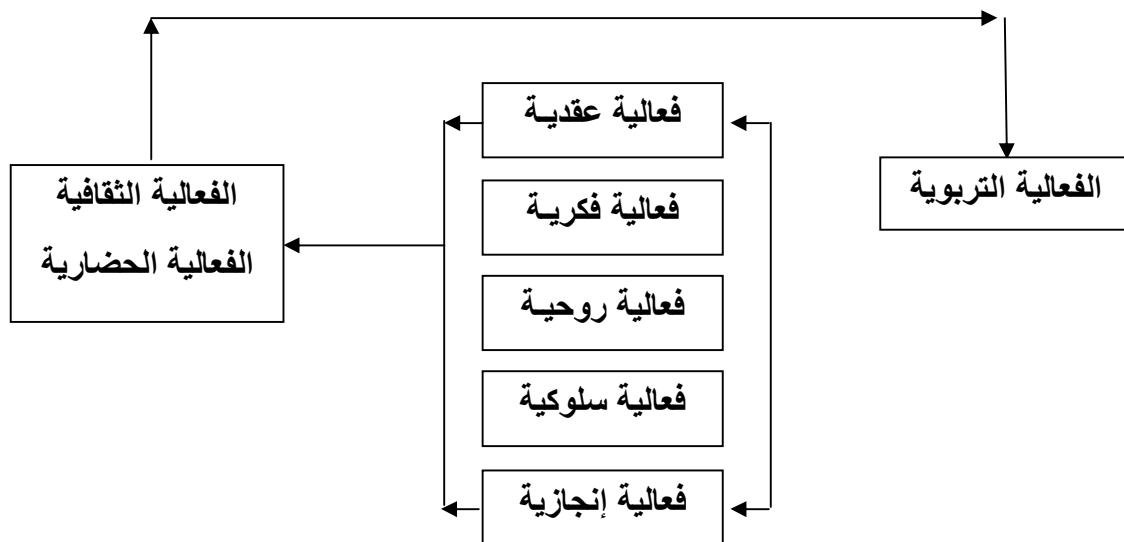 فعالية عقدية
الفعالية التربوية
فعالية فكرية
فعالية روحية
فعالية سلوكية
فعالية إنجازية
الفعالية الثقافية
الفعالية الحضارية